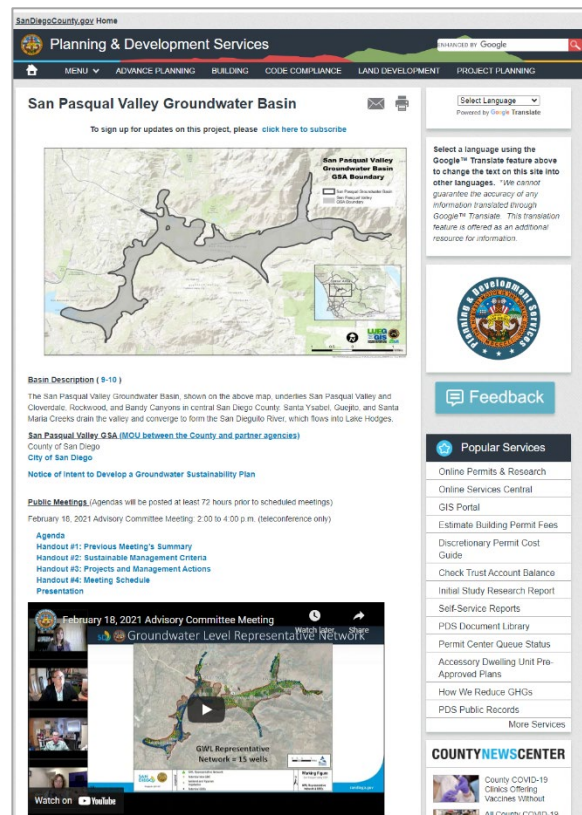 SanDiegoCounty.gov Home
Planning & Development Services
ENHANCED BY Google
MENU ADVANCE PLANNING BUILDING CODE COMPLIANCE LAND DEVELOPMENT PROJECT PLANNING
San Pasqual Valley Groundwater Basin
To sign up for updates on this project, please click here to subscribe
San Pasqual Valley
Groundwater Basin
GSA Boundary
San Pasqual Groundwater Basin
San Pasqual Valley
GSA Boundary
LUEG
GIS
Basin Description ( 9-10 )
The San Pasqual Valley Groundwater Basin, shown on the above map, underlies San Pasqual Valley and
Cloverdale, Rockwood, and Bandy Canyons in central San Diego County. Santa Ysabel, Guejito, and Santa
Maria Creeks drain the valley and converge to form the San Dieguito River, which flows into Lake Hodges.
San Pasqual Valley GSA (MOU between the County and partner agencies)
County of San Diego
City of San Diego
Notice of Intent to Develop a Groundwater Sustainability Plan
Public Meetings (Agendas will be posted at least 72 hours prior to scheduled meetings)
February 18, 2021 Advisory Committee Meeting: 2:00 to 4:00 p.m. (teleconference only)
Agenda
Handout #1: Previous Meeting's Summary
Handout #2: Sustainable Management Criteria
Handout #3: Projects and Management Actions
Handout #4: Meeting Schedule
Presentation
February 18, 2021 Advisory Committee Meeting
Watch later Share
Groundwater Level Representative Network
GWL Representative
Network = 15 wells
Watch on YouTube
Select Language
Powered by Google Translate
Select a language using the
Google™ Translate feature above
to change the text on this site into
other languages. *We cannot
guarantee the accuracy of any
information translated through
Google™ Translate. This translation
feature is offered as an additional
resource for information.
Planning & Development Services
Feedback
Popular Services
Online Permits & Research
Online Services Central
GIS Portal
Estimate Building Permit Fees
Discretionary Permit Cost
Guide
Check Trust Account Balance
Initial Study Research Report
Self-Service Reports
PDS Document Library
Permit Center Queue Status
Accessory Dwelling Unit Pre-
Approved Plans
How We Reduce GHGs
PDS Public Records
More Services
COUNTYNEWSCENTER
County COVID-19
Clinics Offering
Vaccines Without
All County COVID-19